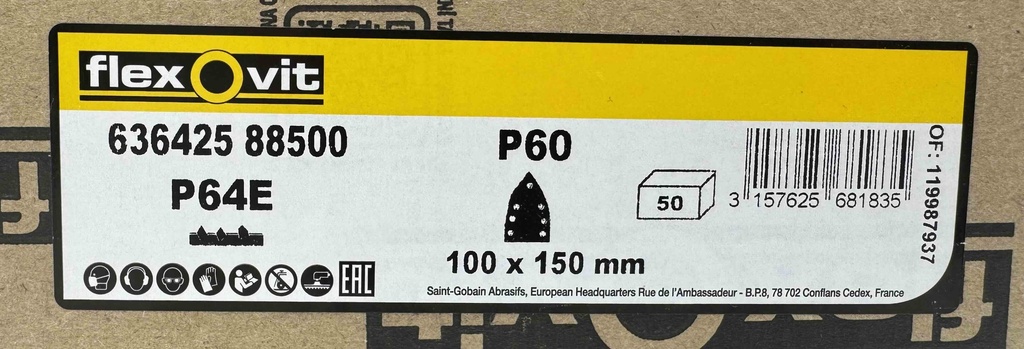 flexOvit
636425 88500
P64E
P60
100 x 150 mm
50
3 157625 681835
OF: 119987937
EAC
Saint-Gobain Abrasifs, European Headquarters Rue de l'Ambassadeur - B.P.8, 78 702 Conflans Cedex, France